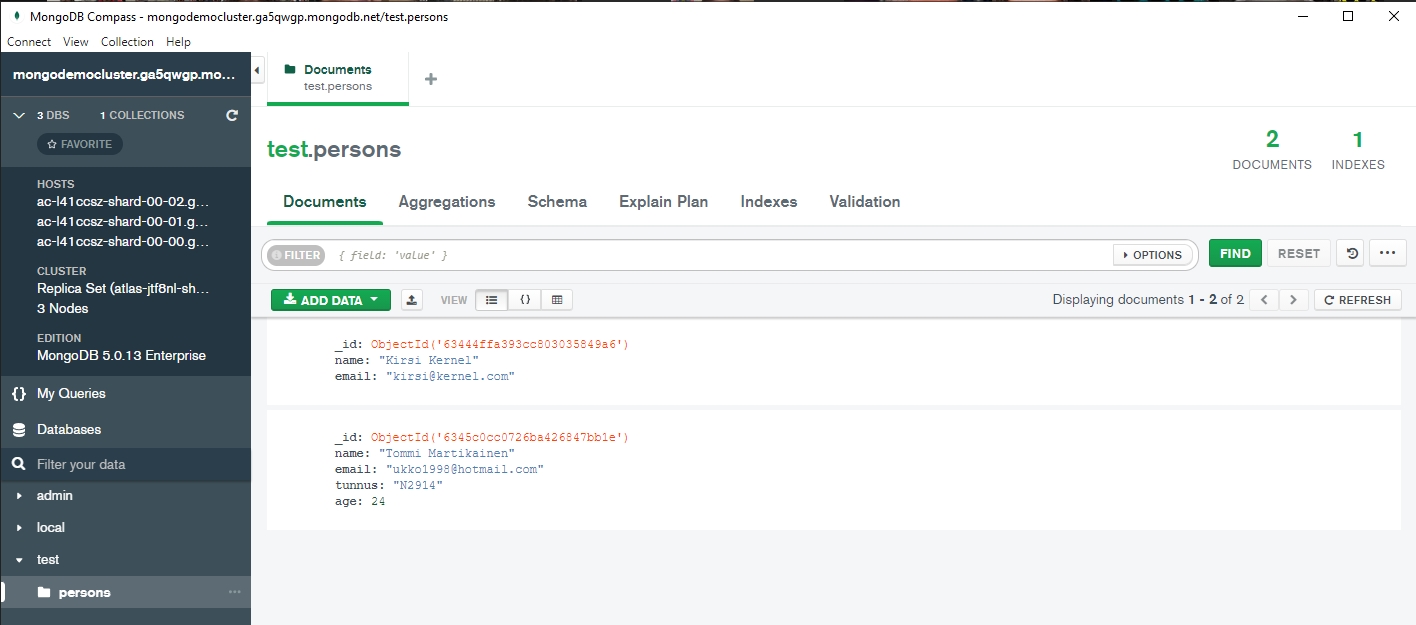 MongoDB Compass - mongodemocluster.ga5qwgp.mongodb.net/test.persons
Connect View Collection Help
mongodemocluster.ga5qwgp.mo...
3 DBS 1 COLLECTIONS
FAVORITE
HOSTS
ac-l41ccsz-shard-00-02.g...
ac-l41ccsz-shard-00-01.g...
ac-l41ccsz-shard-00-00.g...
CLUSTER
Replica Set (atlas-jtf8nl-sh...
3 Nodes
EDITION
MongoDB 5.0.13 Enterprise
{} My Queries
Databases
Filter your data
admin
local
test
persons ...
Documents
test.persons
+
test.persons
2
DOCUMENTS
1
INDEXES
Documents Aggregations Schema Explain Plan Indexes Validation
FILTER { field: 'value' } OPTIONS FIND RESET ...
ADD DATA VIEW {} Displaying documents 1 - 2 of 2 < > REFRESH
_id: ObjectId('63444ffa393cc803035849a6')
name: "Kirsi Kernel"
email: "kirsi@kernel.com"
_id: ObjectId('6345c0cc0726ba426847bb1e')
name: "Tommi Martikainen"
email: "ukko1998@hotmail.com"
tunnus: "N2914"
age: 24